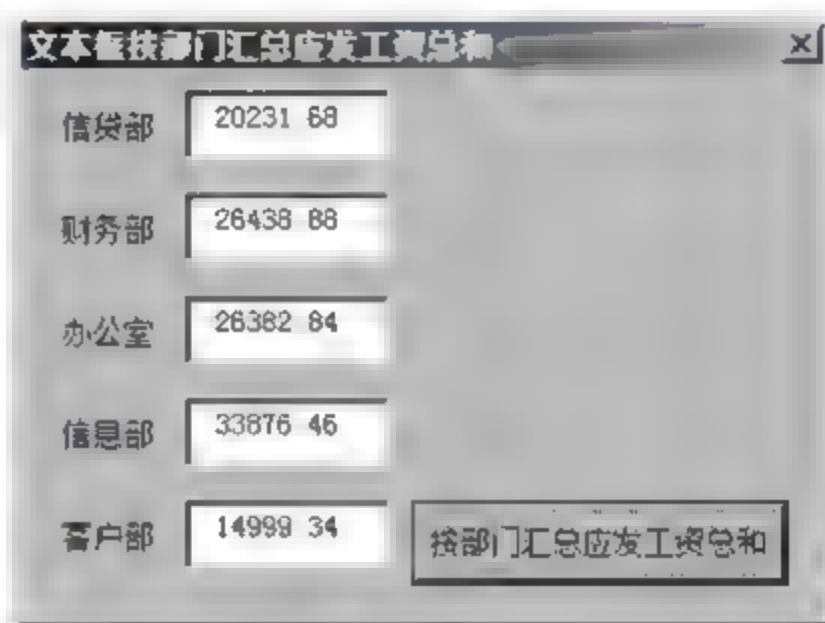 文本框按部门汇总应发工资总和
信贷部 20231 68
财务部 26438 88
办公室 26382 84
信息部 33876 46
客户部 14999 34
按部门汇总应发工资总和